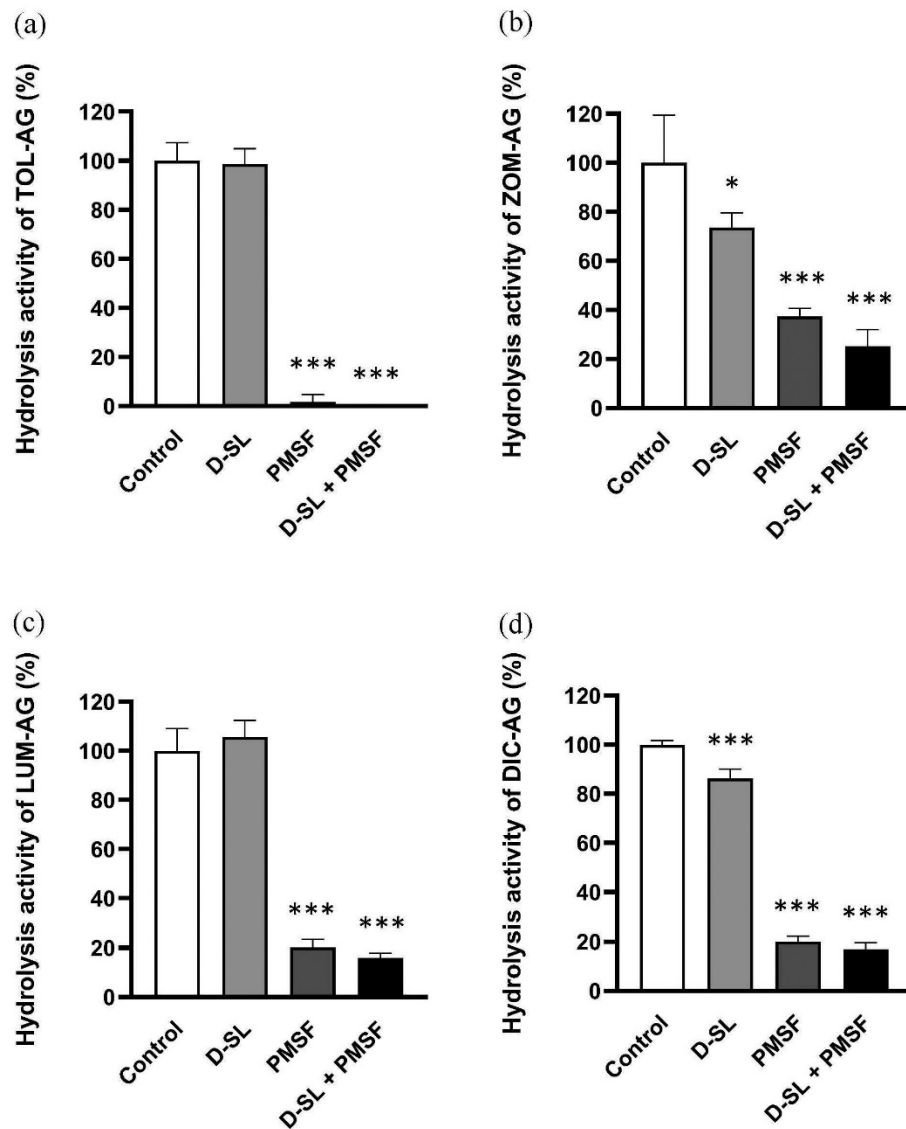 (a)
Hydrolysis activity of TOL-AG (%)
120
100
80
60
40
20
0
***
***
Control
D-SL
PMSF
D-SL + PMSF
(b)
Hydrolysis activity of ZOM-AG (%)
120
100
80
60
40
20
0
*
***
***
Control
D-SL
PMSF
D-SL + PMSF
(c)
Hydrolysis activity of LUM-AG (%)
120
100
80
60
40
20
0
***
***
Control
D-SL
PMSF
D-SL + PMSF
(d)
Hydrolysis activity of DIC-AG (%)
120
100
80
60
40
20
0
***
***
***
Control
D-SL
PMSF
D-SL + PMSF